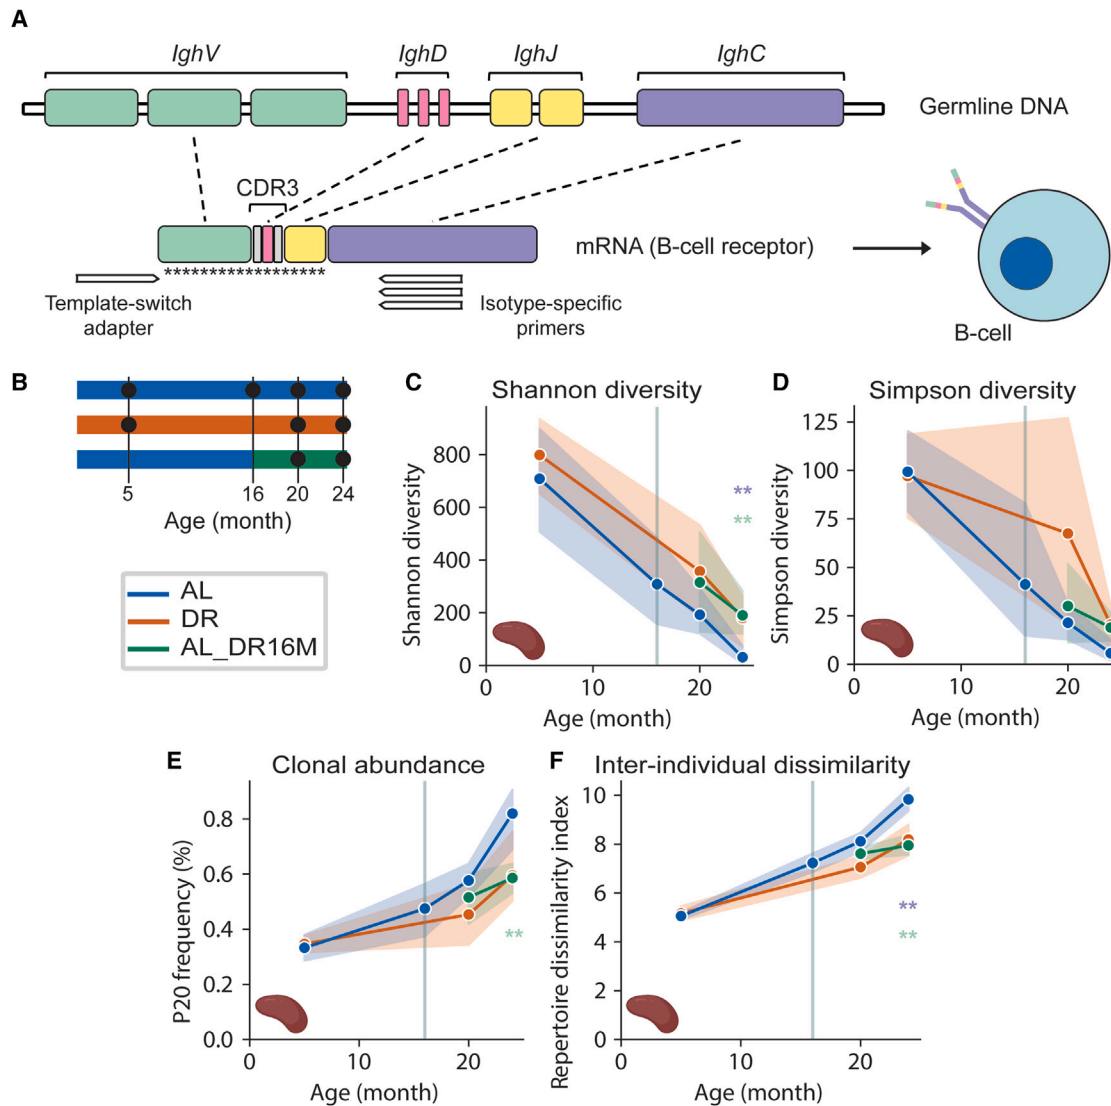 A
IghV IghD IghJ IghC
Germline DNA
CDR3
mRNA (B-cell receptor)
*******************
Template-switch
adapter
Isotype-specific
primers
B-cell
B
5 16 20 24
Age (month)
AL
DR
AL_DR16M
C
Shannon diversity
Shannon diversity
800
600
400
200
0
**
**
0 10 20
Age (month)
D
Simpson diversity
Simpson diversity
125
100
75
50
25
0
0 10 20
Age (month)
E
Clonal abundance
P20 frequency (%)
0.8
0.6
0.4
0.2
0.0
**
0 10 20
Age (month)
F
Inter-individual dissimilarity
Repertoire dissimilarity index
10
8
6
4
2
0
**
**
0 10 20
Age (month)